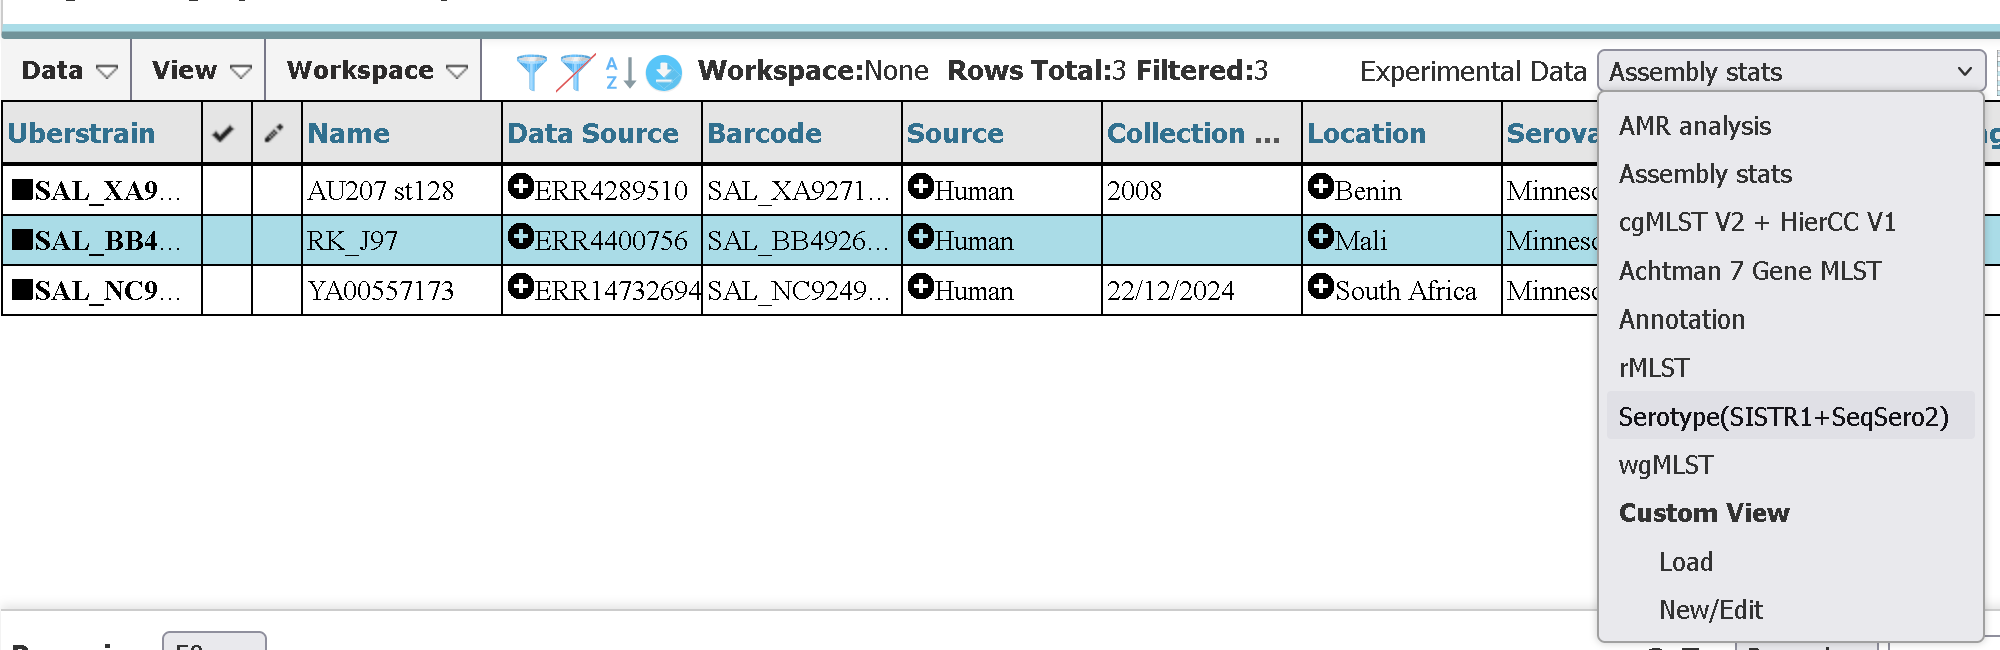 Data View Workspace Workspace:None Rows Total:3 Filtered:3 Experimental Data Assembly stats
Uberstrain Name Data Source Barcode Source Collection ... Location Serova
SAL_XA9... AU207 st128 ERR4289510 SAL_XA9271... Human 2008 Benin Minnesc
SAL_BB4... RK_J97 ERR4400756 SAL_BB4926... Human Mali Minnesc
SAL_NC9... YA00557173 ERR14732694 SAL_NC9249... Human 22/12/2024 South Africa Minnesc
AMR analysis
Assembly stats
cgMLST V2 + HierCC V1
Achtman 7 Gene MLST
Annotation
rMLST
Serotype(SISTR1+SeqSero2)
wgMLST
Custom View
Load
New/Edit